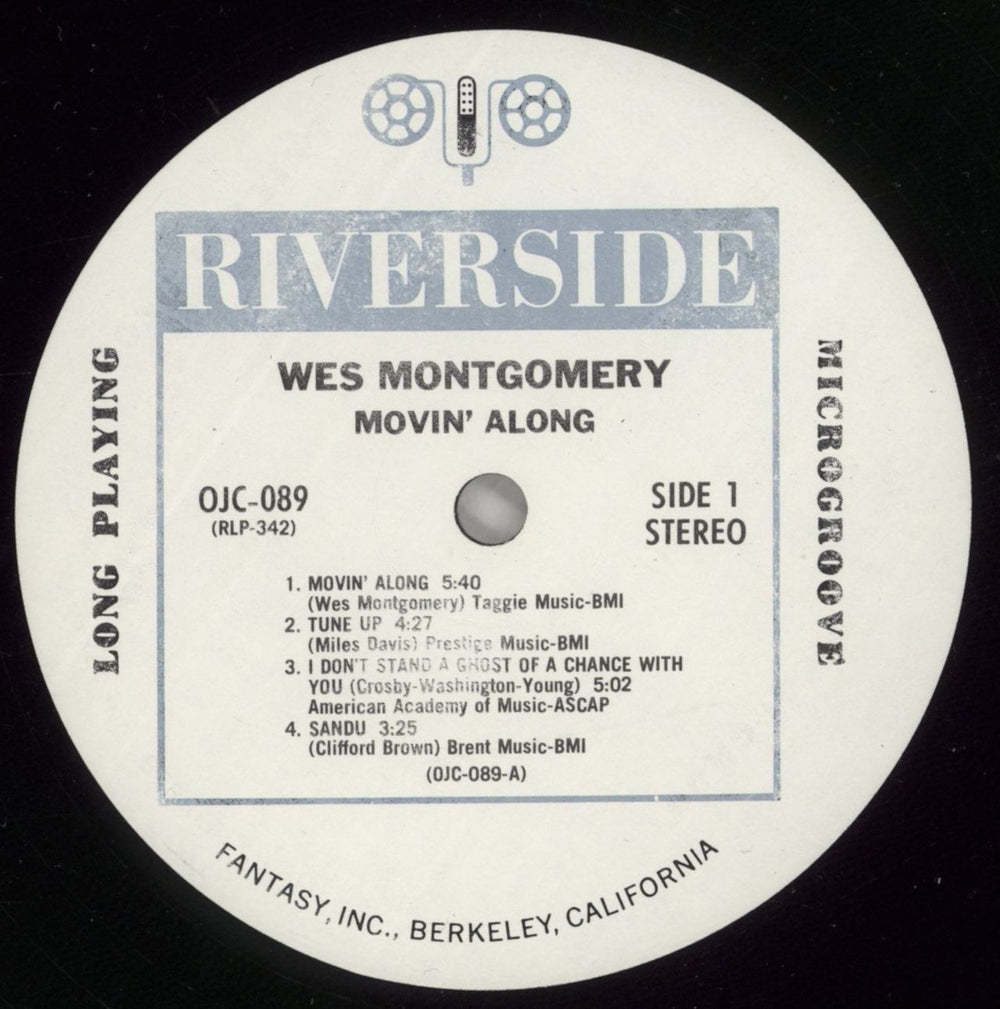 RIVERSIDE
WES MONTGOMERY
MOVIN' ALONG
LONG PLAYING
MICROGROOVE
OJC-089
(RLP-342)
SIDE 1
STEREO
1. MOVIN' ALONG 5:40
(Wes Montgomery) Taggie Music-BMI
2. TUNE UP 4:27
(Miles Davis) Prestige Music-BMI
3. I DON'T STAND A GHOST OF A CHANCE WITH
YOU (Crosby-Washington-Young) 5:02
American Academy of Music-ASCAP
4. SANDU 3:25
(Clifford Brown) Brent Music-BMI
(OJC-089-A)
FANTASY, INC., BERKELEY, CALIFORNIA